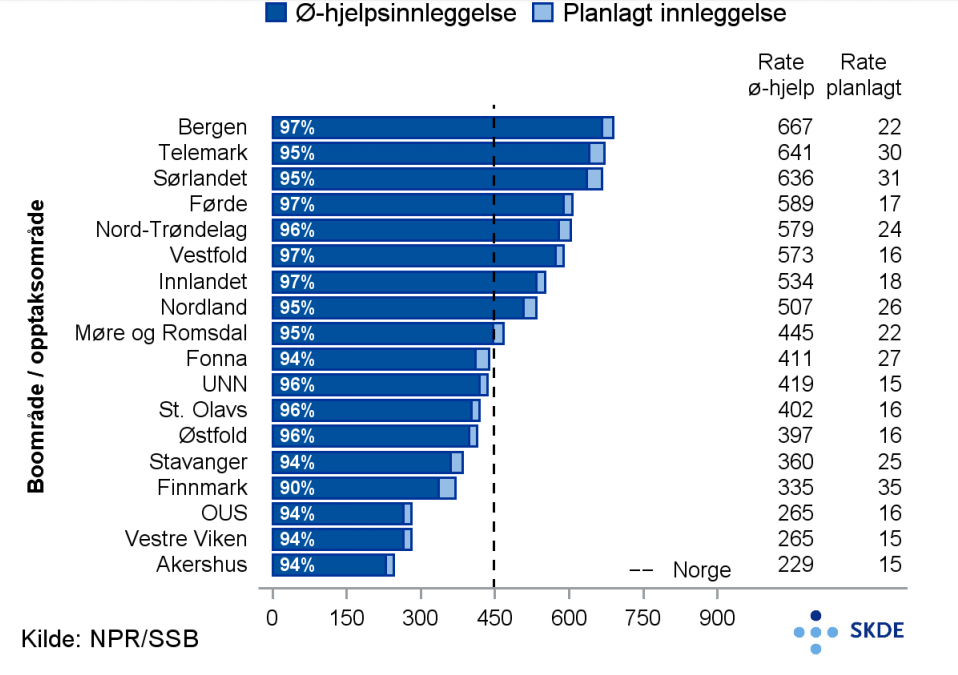 Ø-hjelpsinnleggelse Planlagt innleggelse
Rate Rate
ø-hjelp planlagt
Boområde / opptaksområde
Bergen 97% 667 22
Telemark 95% 641 30
Sørlandet 95% 636 31
Førde 97% 589 17
Nord-Trøndelag 96% 579 24
Vestfold 97% 573 16
Innlandet 97% 534 18
Nordland 95% 507 26
Møre og Romsdal 95% 445 22
Fonna 94% 411 27
UNN 96% 419 15
St. Olavs 96% 402 16
Østfold 96% 397 16
Stavanger 94% 360 25
Finnmark 90% 335 35
OUS 94% 265 16
Vestre Viken 94% 265 15
Akershus 94% 229 15
Norge
0 150 300 450 600 750 900
Kilde: NPR/SSB
SKDE